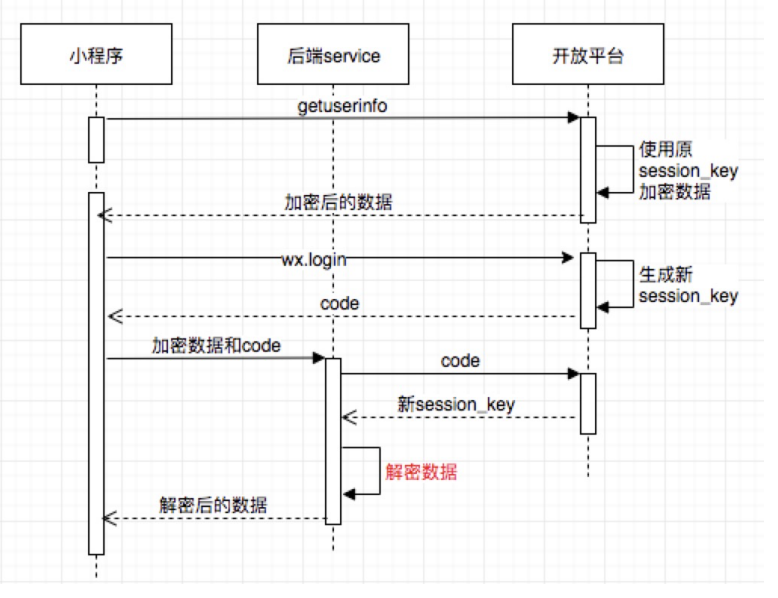 小程序
后端service
开放平台
getuserinfo
使用原
session_key
加密数据
加密后的数据
wx.login
生成新
session_key
code
加密数据和code
code
新session_key
解密数据
解密后的数据